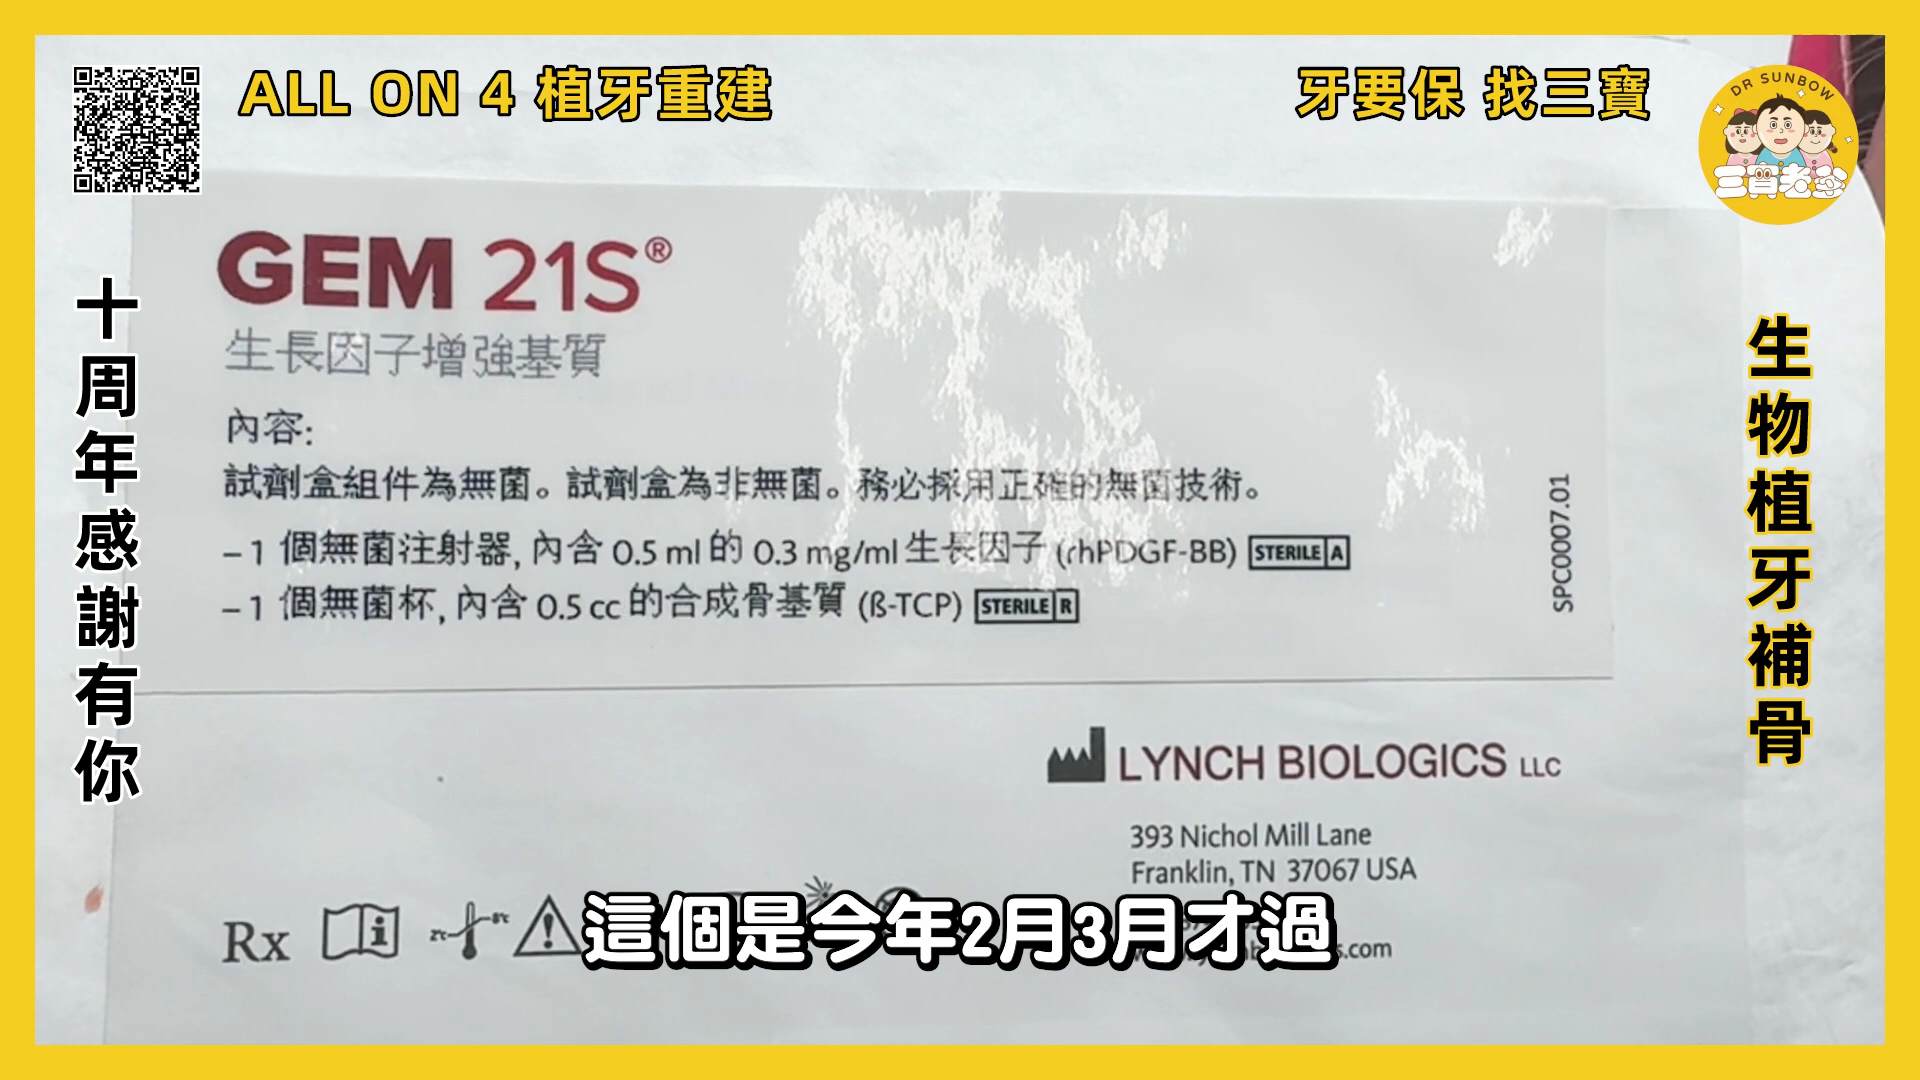 ALL ON 4 植牙重建
牙要保 找三寶
DR SUNBOW
三寶老爸
十周年感謝有你
生物植牙補骨
GEM 21S®
生長因子增強基質
內容:
試劑盒組件為無菌。試劑盒為非無菌。務必採用正確的無菌技術。
– 1 個無菌注射器, 內含 0.5 ml 的 0.3 mg/ml 生長因子 (rhPDGF-BB) STERILE A
– 1 個無菌杯, 內含 0.5 cc 的合成骨基質 (ß-TCP) STERILE R
SPC0007.01
LYNCH BIOLOGICS LLC
393 Nichol Mill Lane
Franklin, TN 37067 USA
Rx
2°C
8°C
這個是今年2月3月才過